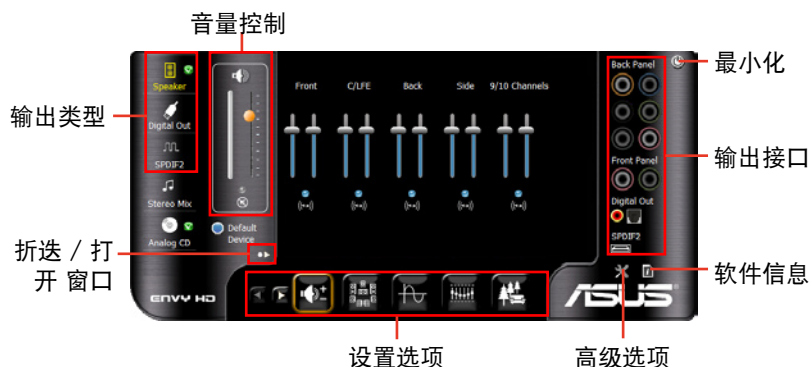 音量控制
最小化
输出类型
输出接口
折迭 / 打
开 窗口
软件信息
设置选项
高级选项
Speaker
Digital Out
SPDIF2
Stereo Mix
Analog CD
Default
Device
Front
C/LFE
Back
Side
9/10 Channels
Back Panel
Front Panel
Digital Out
SPDIF2
ENVY HD
ASUS